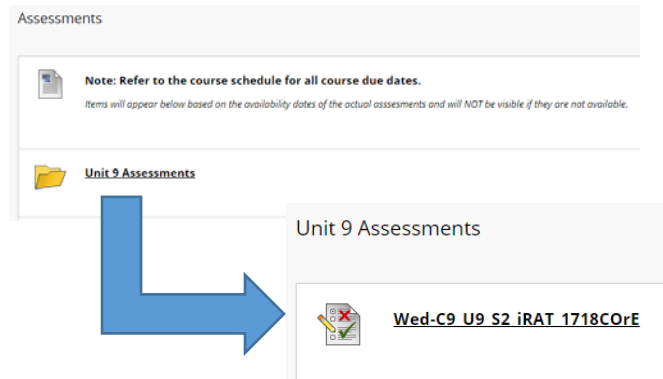 Assessments
Note: Refer to the course schedule for all course due dates.
Items will appear below based on the availability dates of the actual asssesments and will NOT be visible if they are not available.
Unit 9 Assessments
Unit 9 Assessments
Wed-C9_U9_S2_iRAT_1718COrE